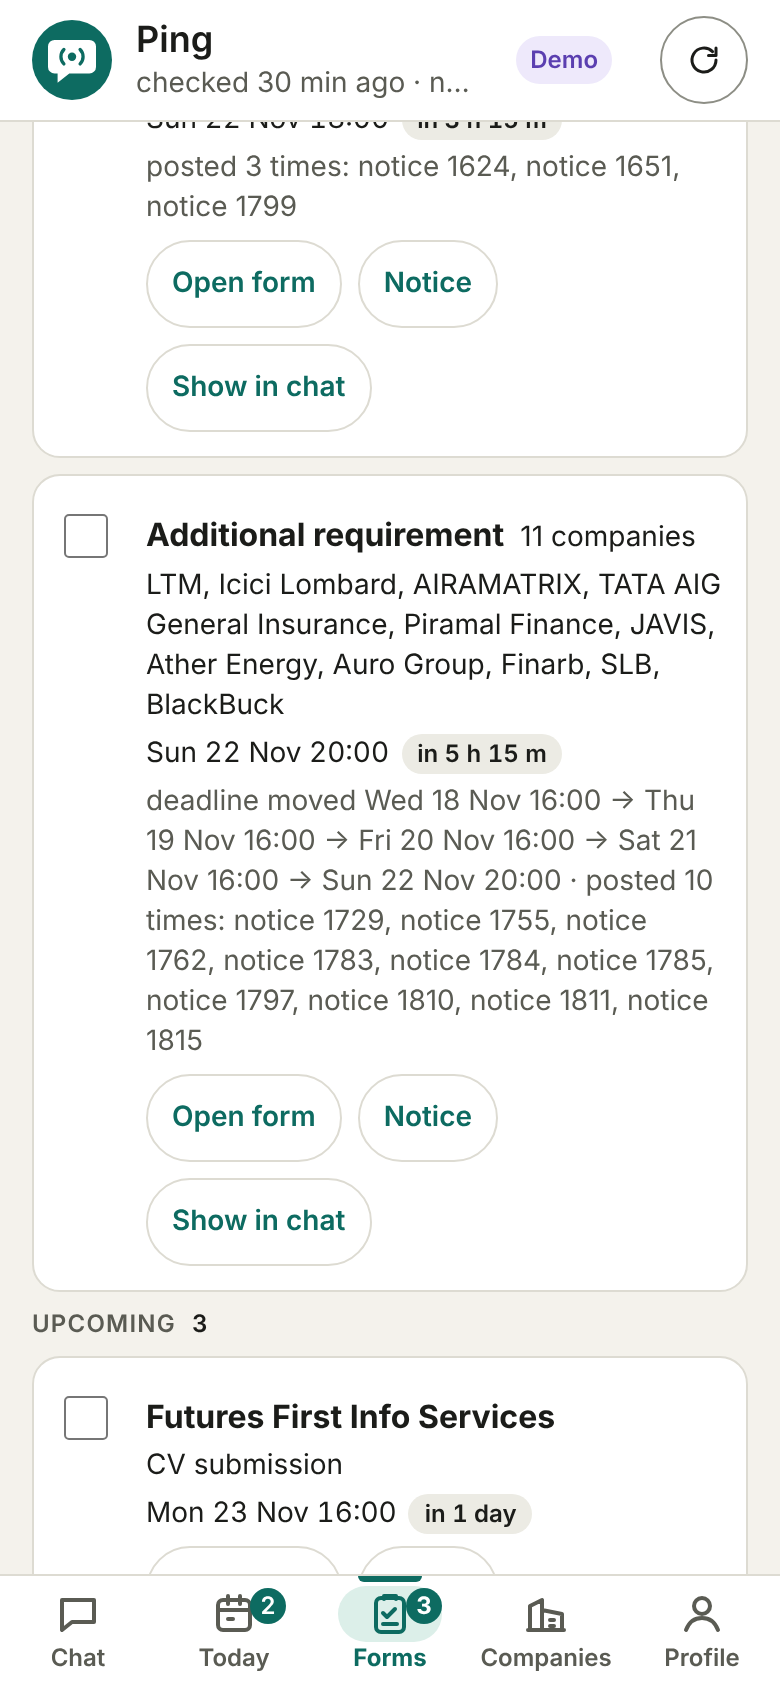 Ping
checked 30 min ago · n...
Demo
posted 3 times: notice 1624, notice 1651,
notice 1799
Open form
Notice
Show in chat
Additional requirement 11 companies
LTM, Icici Lombard, AIRAMATRIX, TATA AIG
General Insurance, Piramal Finance, JAVIS,
Ather Energy, Auro Group, Finarb, SLB,
BlackBuck
Sun 22 Nov 20:00 in 5 h 15 m
deadline moved Wed 18 Nov 16:00 → Thu
19 Nov 16:00 → Fri 20 Nov 16:00 → Sat 21
Nov 16:00 → Sun 22 Nov 20:00 · posted 10
times: notice 1729, notice 1755, notice
1762, notice 1783, notice 1784, notice 1785,
notice 1797, notice 1810, notice 1811, notice
1815
Open form
Notice
Show in chat
UPCOMING 3
Futures First Info Services
CV submission
Mon 23 Nov 16:00 in 1 day
Chat
Today 2
Forms 3
Companies
Profile